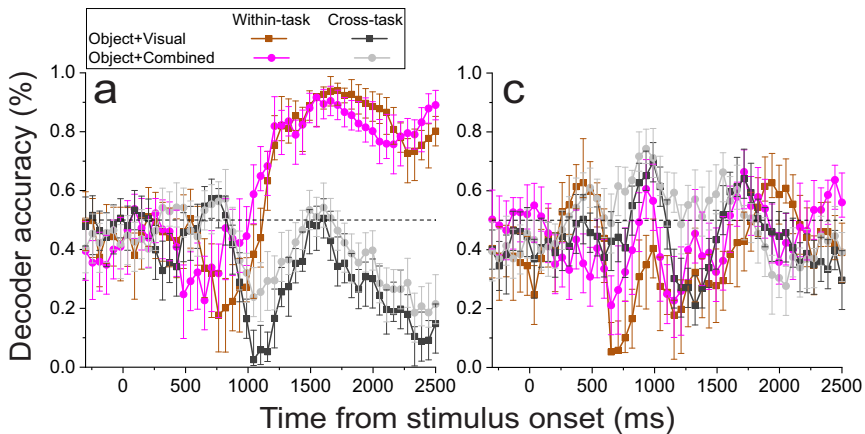 Within-task Cross-task
Object+Visual
Object+Combined
Decoder accuracy (%)
a
1.0
0.8
0.6
0.4
0.2
0.0
0 500 1000 1500 2000 2500
c
1.0
0.8
0.6
0.4
0.2
0.0
0 500 1000 1500 2000 2500
Time from stimulus onset (ms)